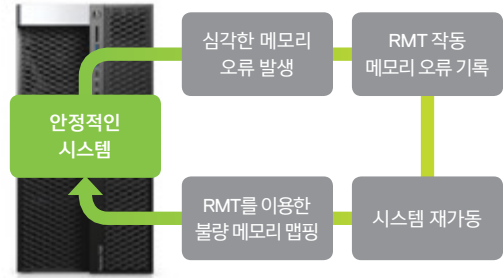 심각한 메모리
오류 발생
RMT 작동
메모리 오류 기록
안정적인
시스템
RMT를 이용한
불량 메모리 맵핑
시스템 재가동